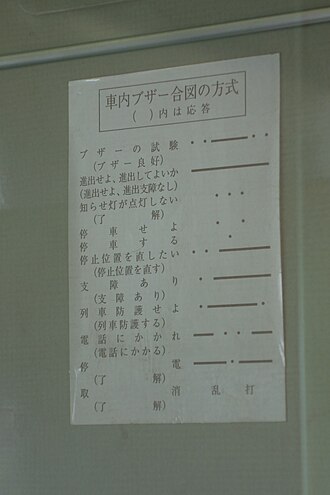 車内ブザー合図の方式
( )内は応答
ブザーの試験
(ブザー良好)
進出せよ、進出してよいか
(進出せよ、進出支障なし)
知らせ灯が点灯しない
(了解)
停車せよ
停車する
停止位置を直したい
(停止位置を直す)
支障あり
(支障あり)
列車防護せよ
(列車防護する)
電話にかかれ
(電話にかかる)
停電
(了解)
取消 乱打
(了解)